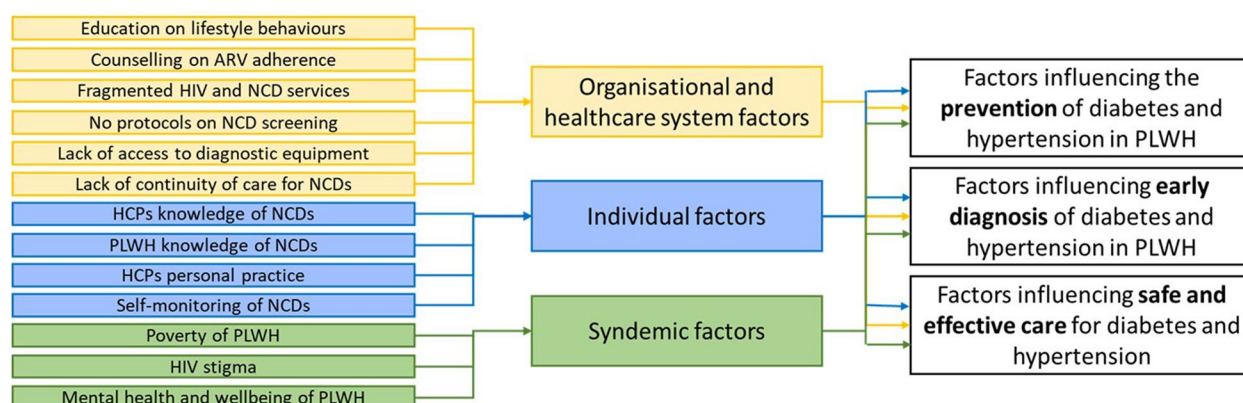 Education on lifestyle behaviours
Counselling on ARV adherence
Fragmented HIV and NCD services
No protocols on NCD screening
Lack of access to diagnostic equipment
Lack of continuity of care for NCDs
HCPs knowledge of NCDs
PLWH knowledge of NCDs
HCPs personal practice
Self-monitoring of NCDs
Poverty of PLWH
HIV stigma
Mental health and wellbeing of PLWH
Organisational and
healthcare system factors
Individual factors
Syndemic factors
Factors influencing the
prevention of diabetes and
hypertension in PLWH
Factors influencing early
diagnosis of diabetes and
hypertension in PLWH
Factors influencing safe and
effective care for diabetes and
hypertension